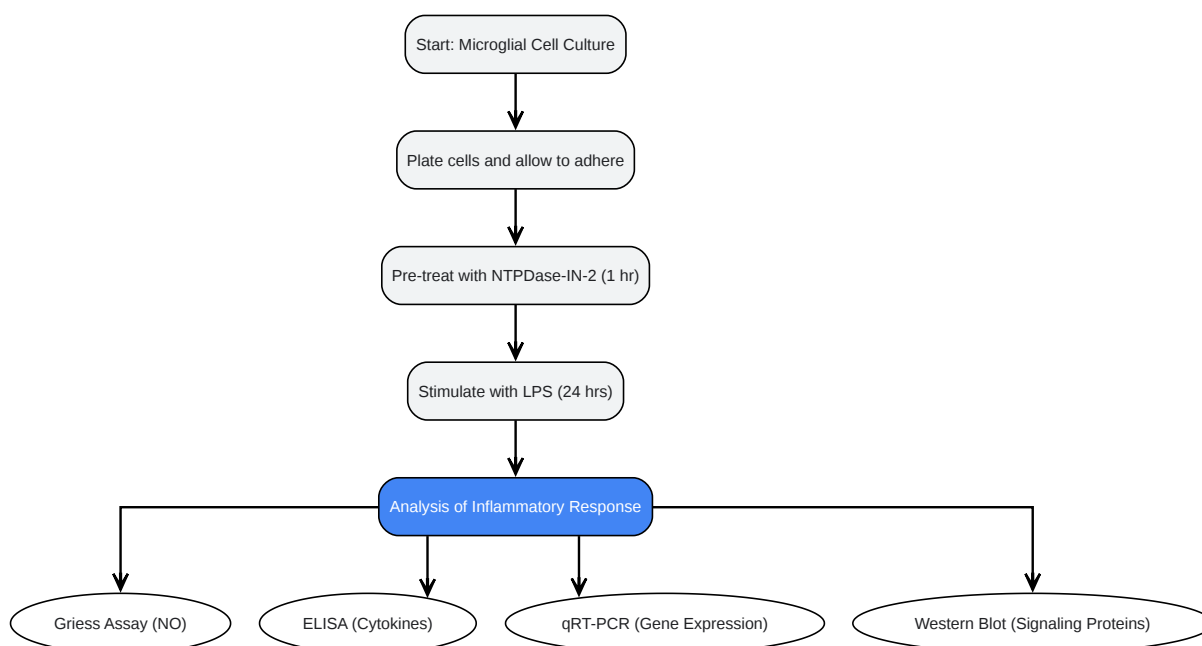 Start: Microglial Cell Culture
Plate cells and allow to adhere
Pre-treat with NTPDase-IN-2 (1 hr)
Stimulate with LPS (24 hrs)
Analysis of Inflammatory Response
Griess Assay (NO)
ELISA (Cytokines)
qRT-PCR (Gene Expression)
Western Blot (Signaling Proteins)